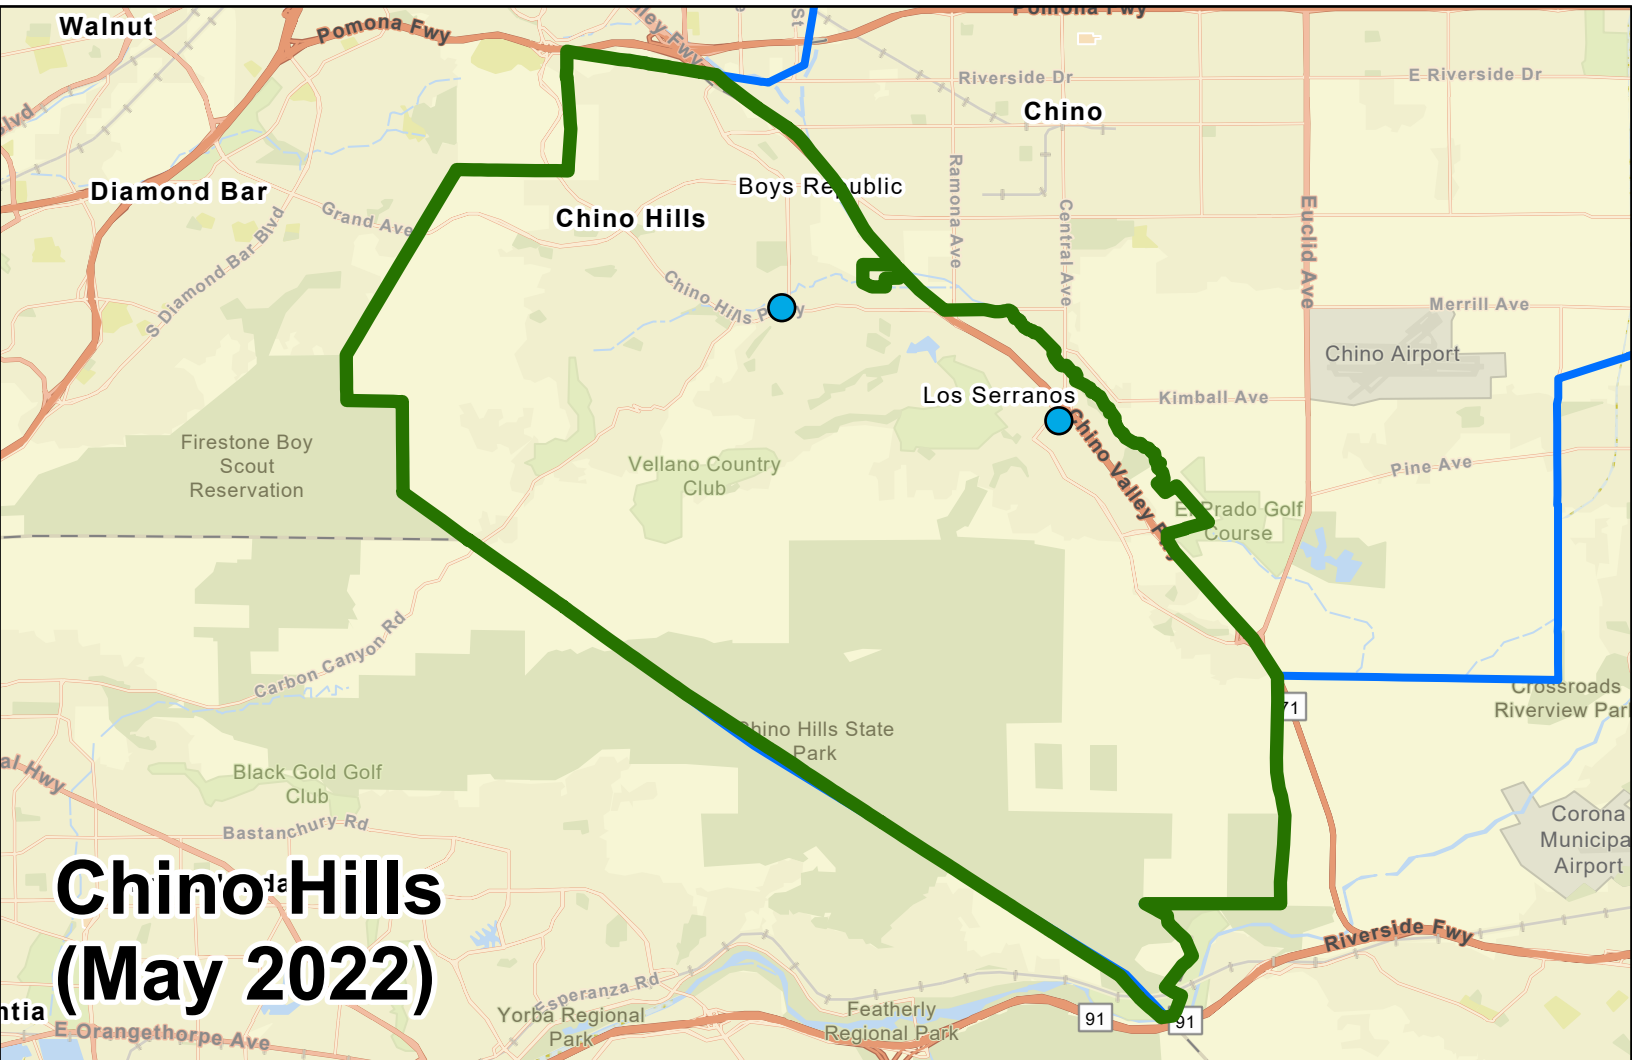 Walnut
Pomona Fwy
Pomona Fwy
St
Riverside Dr
E Riverside Dr
Chino
Diamond Bar
Grand Ave
S Diamond Bar Blvd
Boys Republic
Chino Hills
Ramona Ave
Central Ave
Euclid Ave
Chino Hills
Merrill Ave
Chino Airport
Los Serranos
Kimball Ave
Chino Valley
Firestone Boy
Scout
Reservation
Vellano Country
Club
Pine Ave
El Prado Golf
Course
Carbon Canyon Rd
Crossroads
Riverview Park
71
Chino Hills State
Park
Black Gold Golf
Club
Bastanchury Rd
Corona
Municipa
Airport
Chino Hills
(May 2022)
Riverside Fwy
Esperanza Rd
Yorba Regional
Park
Featherly
Regional Park
91
91
ntia
E Orangethorpe Ave